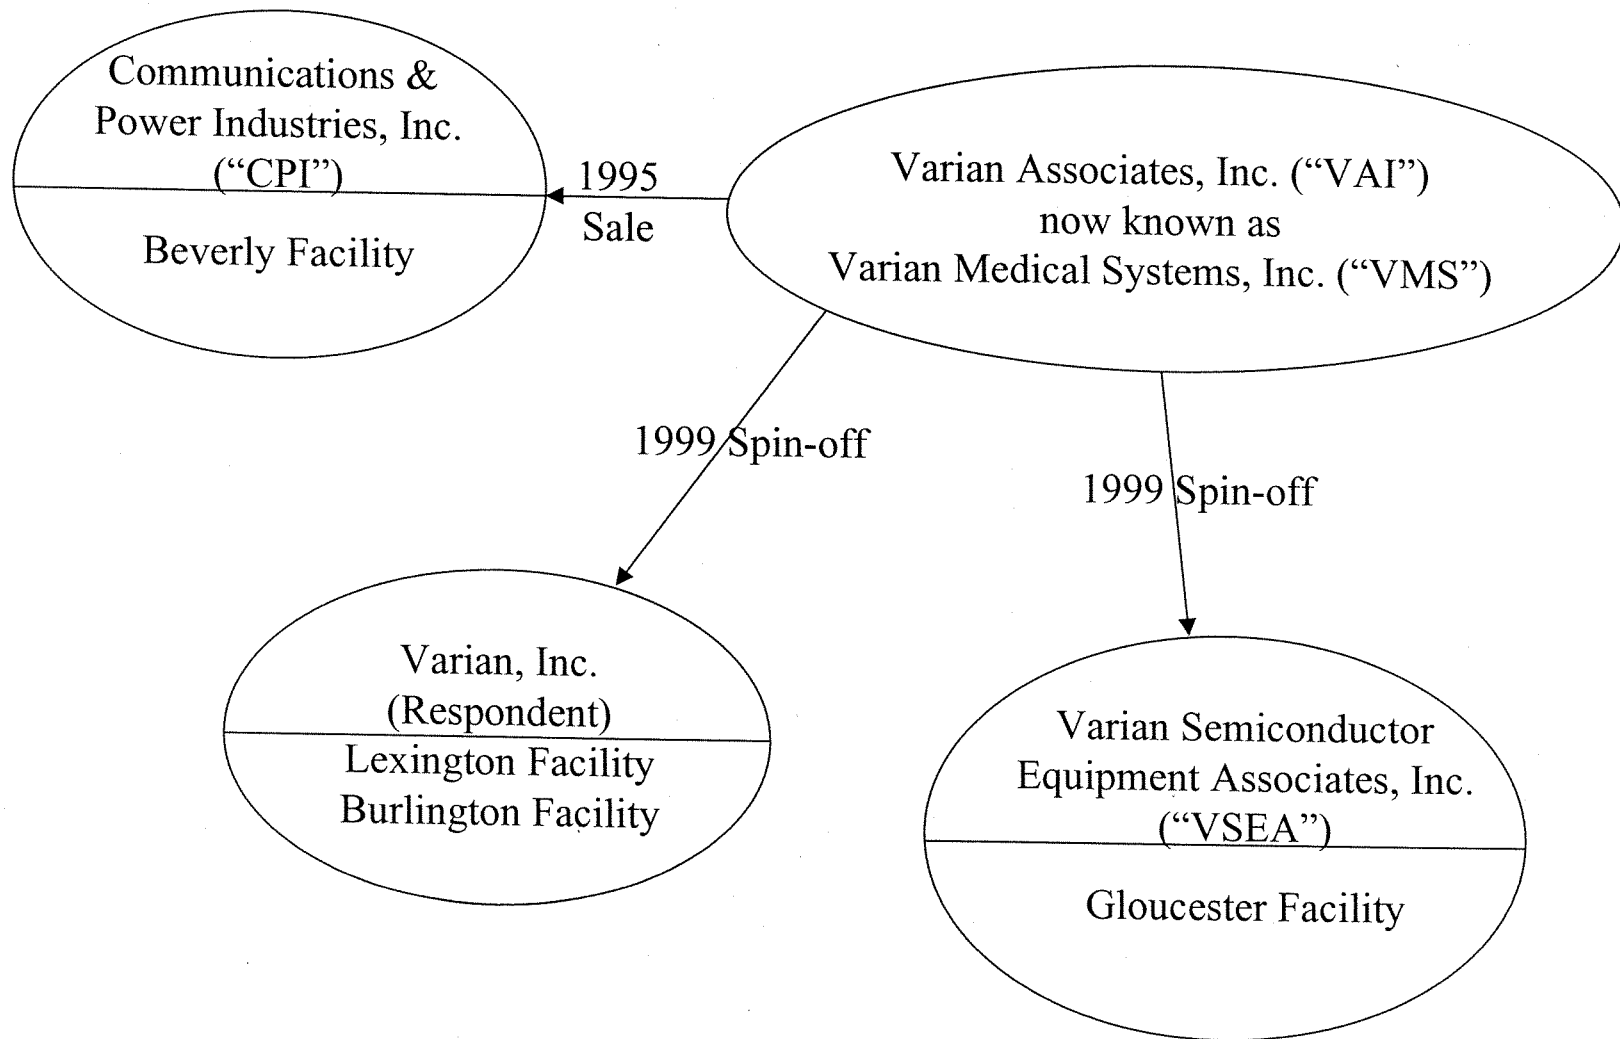 Communications &
Power Industries, Inc.
(“CPI”)
Beverly Facility
1995
Sale
Varian Associates, Inc. (“VAI”)
now known as
Varian Medical Systems, Inc. (“VMS”)
1999 Spin-off
1999 Spin-off
Varian, Inc.
(Respondent)
Lexington Facility
Burlington Facility
Varian Semiconductor
Equipment Associates, Inc.
(“VSEA”)
Gloucester Facility